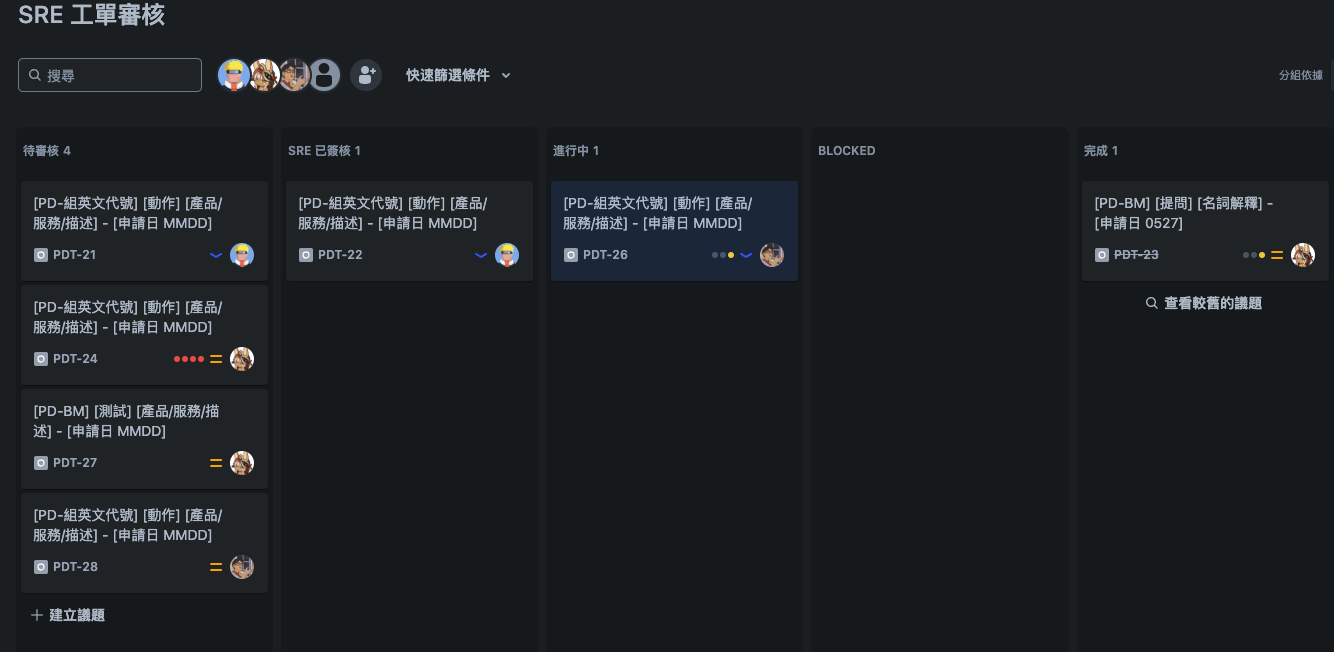 SRE 工單審核
搜尋
快速篩選條件
分組依據
待審核 4
[PD-組英文代號] [動作] [產品/
服務/描述] - [申請日 MMDD]
PDT-21
[PD-組英文代號] [動作] [產品/
服務/描述] - [申請日 MMDD]
PDT-24
[PD-BM] [測試] [產品/服務/描
述] - [申請日 MMDD]
PDT-27
[PD-組英文代號] [動作] [產品/
服務/描述] - [申請日 MMDD]
PDT-28
建立議題
SRE 已簽核 1
[PD-組英文代號] [動作] [產品/
服務/描述] - [申請日 MMDD]
PDT-22
進行中 1
[PD-組英文代號] [動作] [產品/
服務/描述] - [申請日 MMDD]
PDT-26
BLOCKED
完成 1
[PD-BM] [提問] [名詞解釋] -
[申請日 0527]
PDT-23
查看較舊的議題